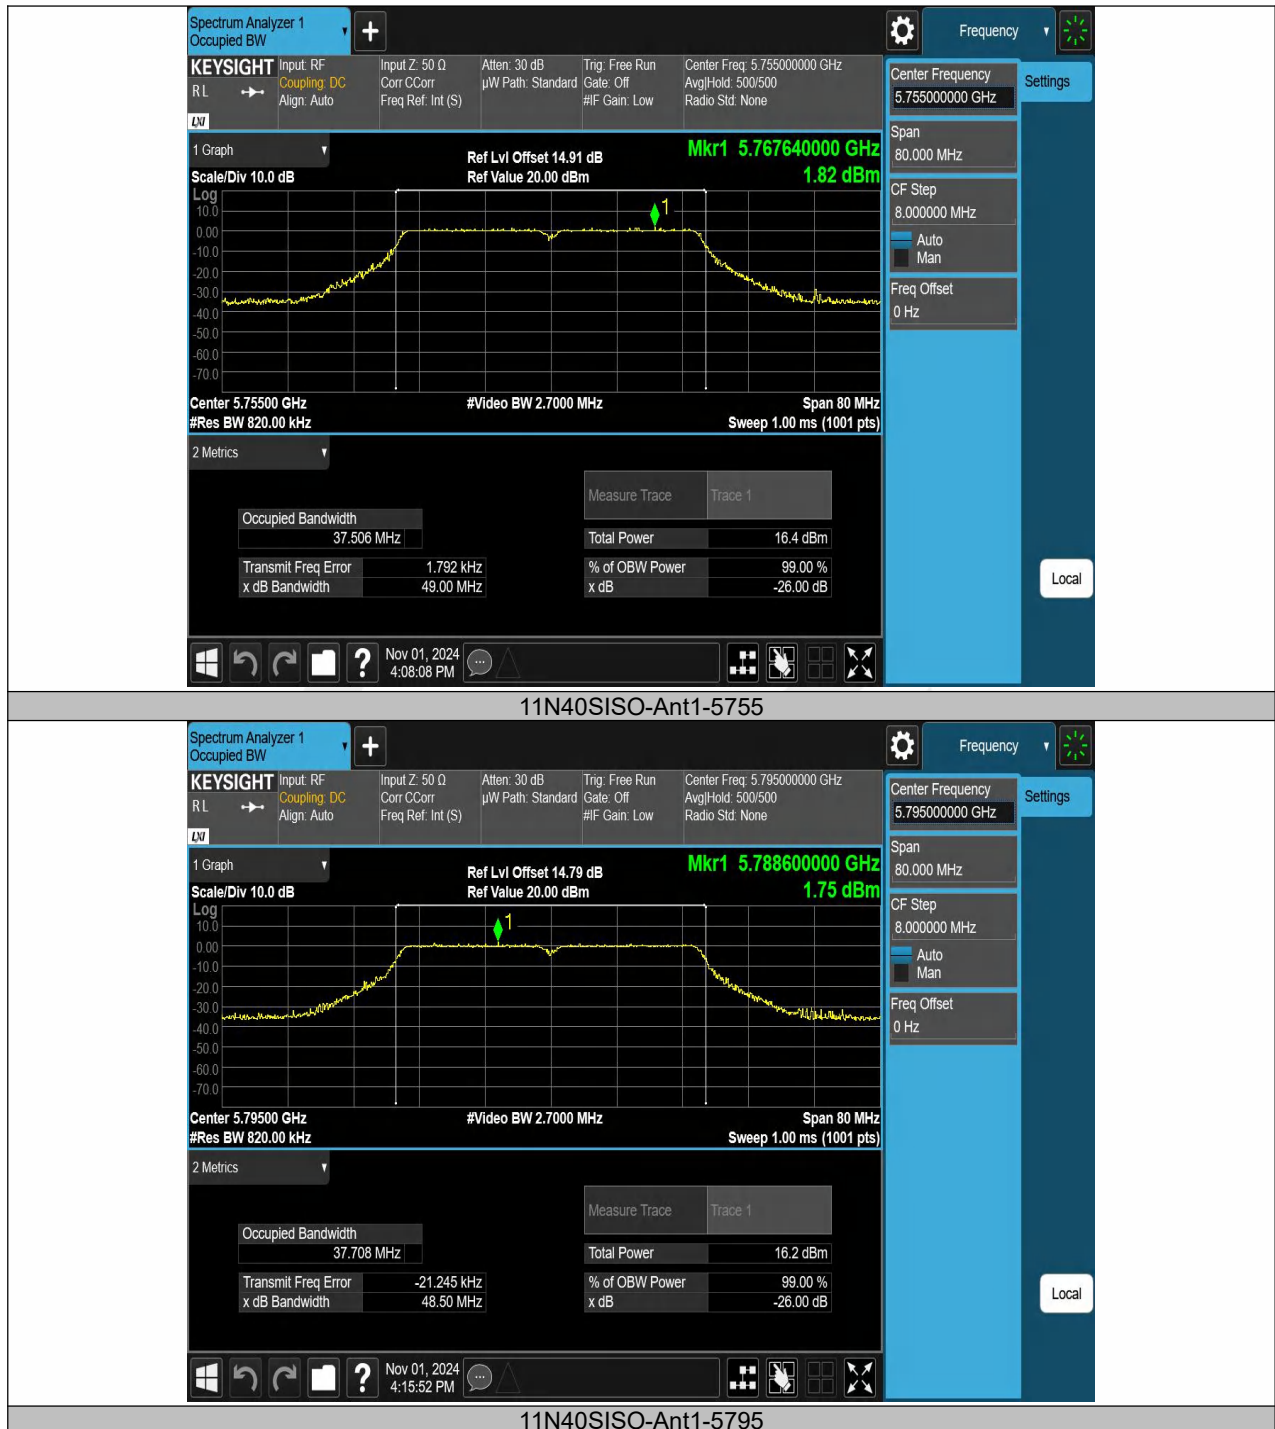 Spectrum Analyzer 1
Occupied BW
+
Frequency
KEYSIGHT
R L
LXI
Input: RF
Coupling: DC
Align: Auto
Input Z: 50 Ω
Corr CCorr
Freq Ref: Int (S)
Atten: 30 dB
µW Path: Standard
Trig: Free Run
Gate: Off
#IF Gain: Low
Center Freq: 5.755000000 GHz
Avg|Hold: 500/500
Radio Std: None
Center Frequency
5.755000000 GHz
Settings
Span
80.000 MHz
CF Step
8.000000 MHz
Auto
Man
Freq Offset
0 Hz
1 Graph
Scale/Div 10.0 dB
Ref Lvl Offset 14.91 dB
Ref Value 20.00 dBm
Mkr1 5.767640000 GHz
1.82 dBm
Log
10.0
0.00
-10.0
-20.0
-30.0
-40.0
-50.0
-60.0
-70.0
1
Center 5.75500 GHz
#Video BW 2.7000 MHz
Span 80 MHz
#Res BW 820.00 kHz
Sweep 1.00 ms (1001 pts)
2 Metrics
Measure Trace Trace 1
Occupied Bandwidth
37.506 MHz
Total Power 16.4 dBm
Transmit Freq Error 1.792 kHz
% of OBW Power 99.00 %
x dB Bandwidth 49.00 MHz
x dB -26.00 dB
Local
?
Nov 01, 2024
4:08:08 PM
11N40SISO-Ant1-5755
Spectrum Analyzer 1
Occupied BW
+
Frequency
KEYSIGHT
R L
LXI
Input: RF
Coupling: DC
Align: Auto
Input Z: 50 Ω
Corr CCorr
Freq Ref: Int (S)
Atten: 30 dB
µW Path: Standard
Trig: Free Run
Gate: Off
#IF Gain: Low
Center Freq: 5.795000000 GHz
Avg|Hold: 500/500
Radio Std: None
Center Frequency
5.795000000 GHz
Settings
Span
80.000 MHz
CF Step
8.000000 MHz
Auto
Man
Freq Offset
0 Hz
1 Graph
Scale/Div 10.0 dB
Ref Lvl Offset 14.79 dB
Ref Value 20.00 dBm
Mkr1 5.788600000 GHz
1.75 dBm
Log
10.0
0.00
-10.0
-20.0
-30.0
-40.0
-50.0
-60.0
-70.0
1
Center 5.79500 GHz
#Video BW 2.7000 MHz
Span 80 MHz
#Res BW 820.00 kHz
Sweep 1.00 ms (1001 pts)
2 Metrics
Measure Trace Trace 1
Occupied Bandwidth
37.708 MHz
Total Power 16.2 dBm
Transmit Freq Error -21.245 kHz
% of OBW Power 99.00 %
x dB Bandwidth 48.50 MHz
x dB -26.00 dB
Local
?
Nov 01, 2024
4:15:52 PM
11N40SISO-Ant1-5795